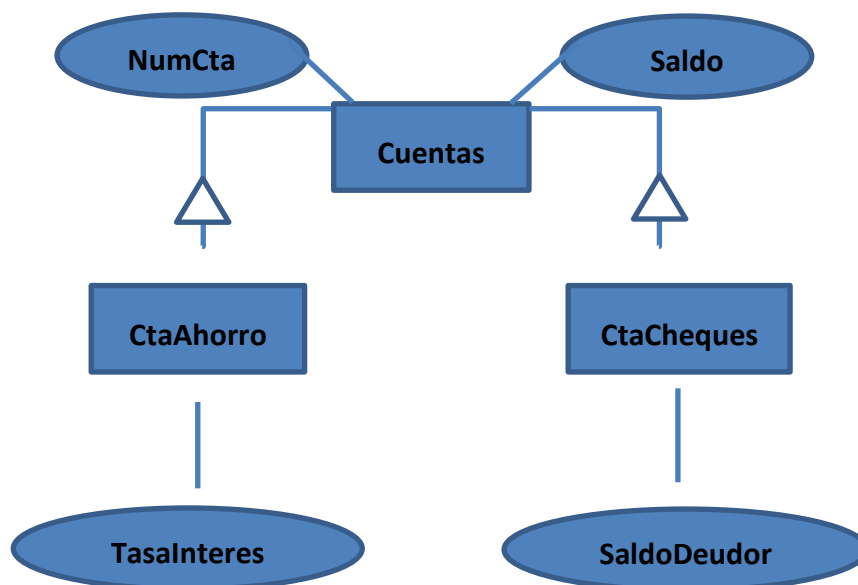 NumCta
Saldo
Cuentas
CtaAhorro
CtaCheques
TasaInteres
SaldoDeudor